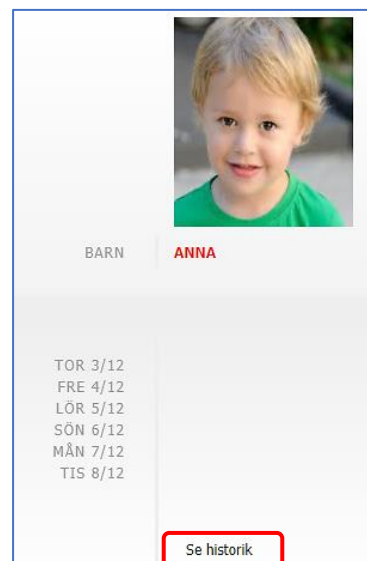 BARN ANNA
TOR 3/12
FRE 4/12
LÖR 5/12
SÖN 6/12
MÅN 7/12
TIS 8/12
Se historik